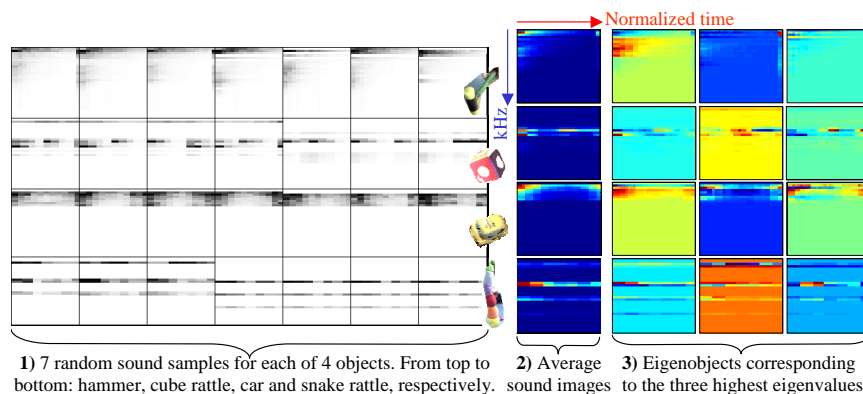 Normalized time
kHz
1) 7 random sound samples for each of 4 objects. From top to
bottom: hammer, cube rattle, car and snake rattle, respectively.
2) Average
sound images
3) Eigenobjects corresponding
to the three highest eigenvalues